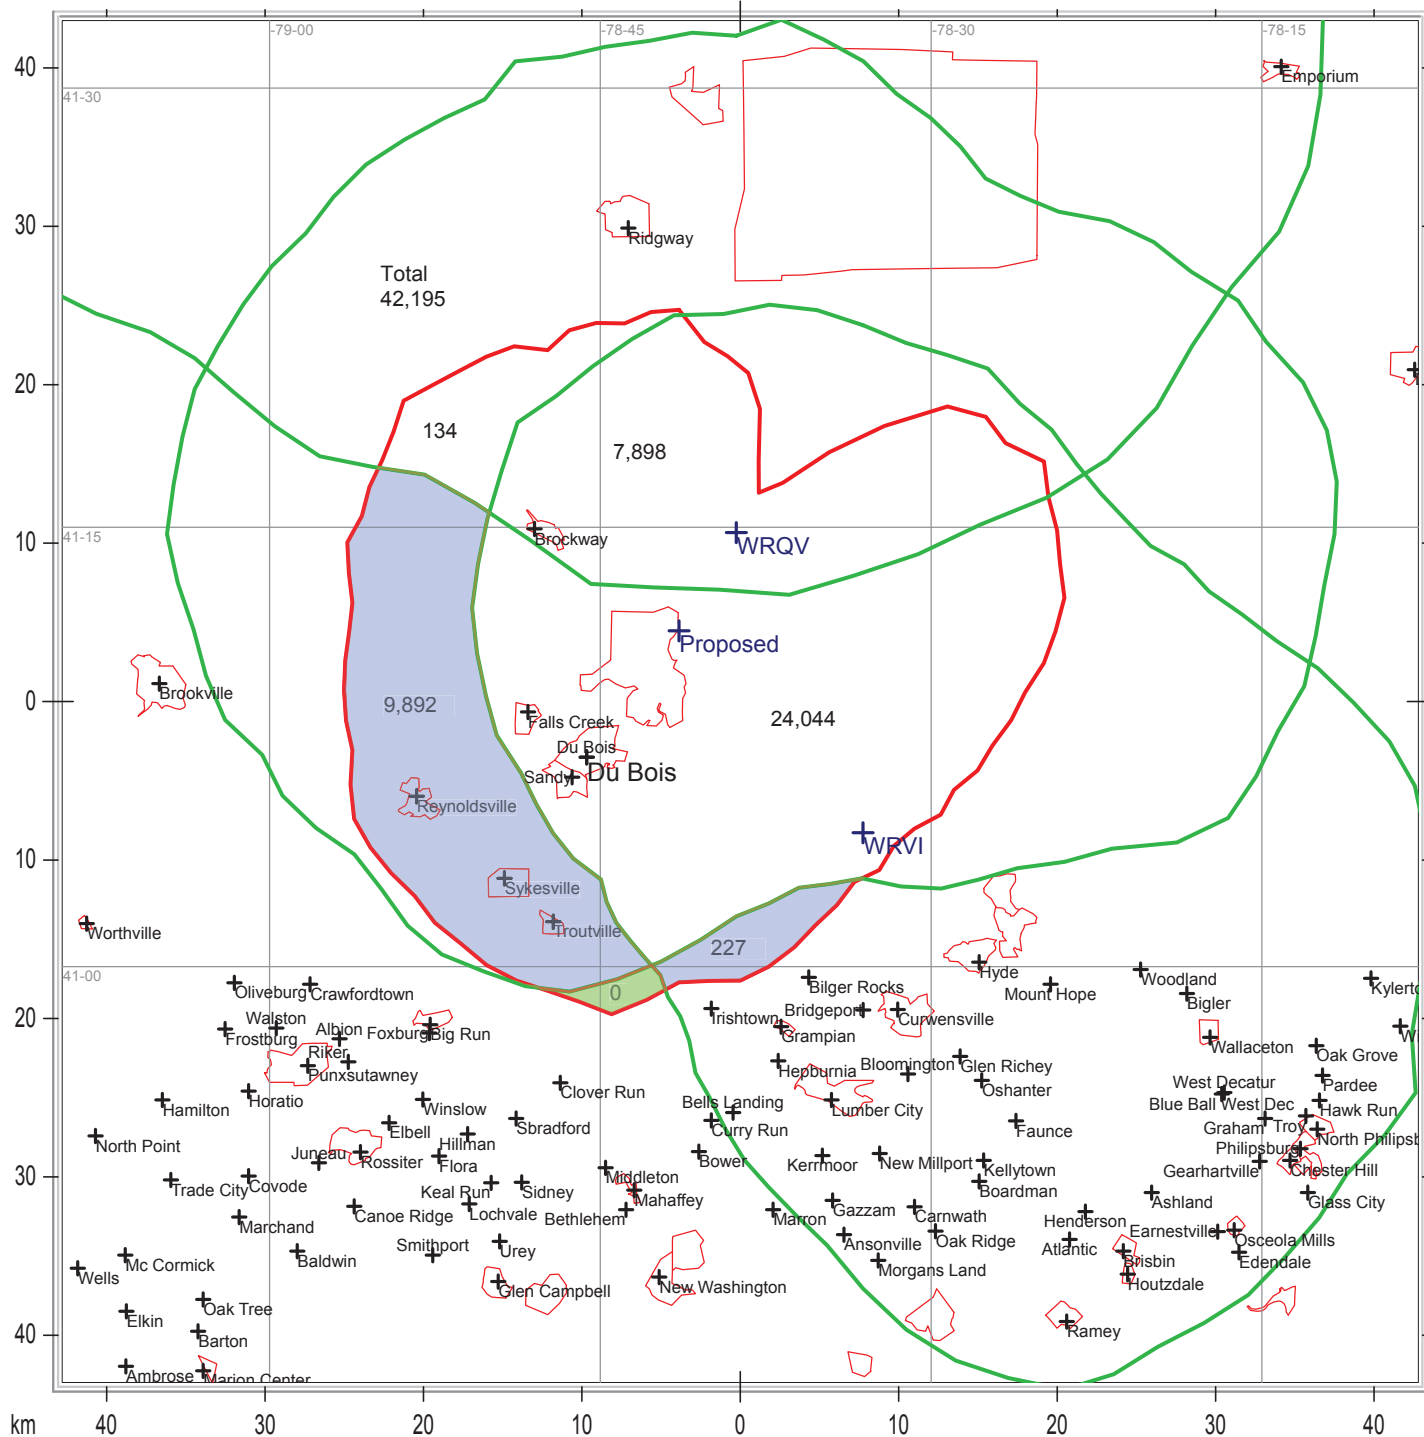 -79-00
-78-45
-78-30
-78-15
40
Emporium
41-30
30
Ridgway
Total
42,195
20
134
7,898
41-15
10
Brockway
WRQV
Proposed
Brookville
0
9,892
Falls Creek
24,044
Du Bois
Sandy
Du Bois
Reynoldsville
WRVI
10
Sykesville
Troutville
Worthville
227
41-00
0
Hyde
Woodland
Mount Hope
Kylerto
Oliveburg
Crawfordtown
Bilger Rocks
Bigler
20
Walston
Frostburg
Albion
Foxburg
Big Run
Irishtown
Bridgeport
Grampian
Curwensville
Wallaceton
Oak Grove
Riker
Punxsutawney
Hepburnia
Bloomington
Glen Richey
Oshanter
Clover Run
West Decatur
Pardee
Hamilton
Horatio
Winslow
Bells Landing
Lumber City
Blue Ball
West Dec
Hawk Run
Elbell
Sbradford
Curry Run
Faunce
Graham
Troy
North Point
Hillman
North Philipsb
Juneau
Rossiter
Flora
Bower
Kerrmoor
New Millport
Kellytown
Philipsburg
Gearhartville
Chester Hill
30
Trade City
Covode
Keal Run
Sidney
Middleton
Mahaffey
Boardman
Ashland
Glass City
Marchand
Canoe Ridge
Lochvale
Bethlehem
Marron
Gazzam
Carnwath
Henderson
Earnestville
Osceola Mills
Baldwin
Smithport
Urey
Ansonville
Oak Ridge
Atlantic
Brisbin
Edendale
Wells
Mc Cormick
Glen Campbell
New Washington
Morgans Land
Houtzdale
Oak Tree
Elkin
Barton
Ramey
40
Ambrose
Marion Center
km
40
30
20
10
0
10
20
30
40